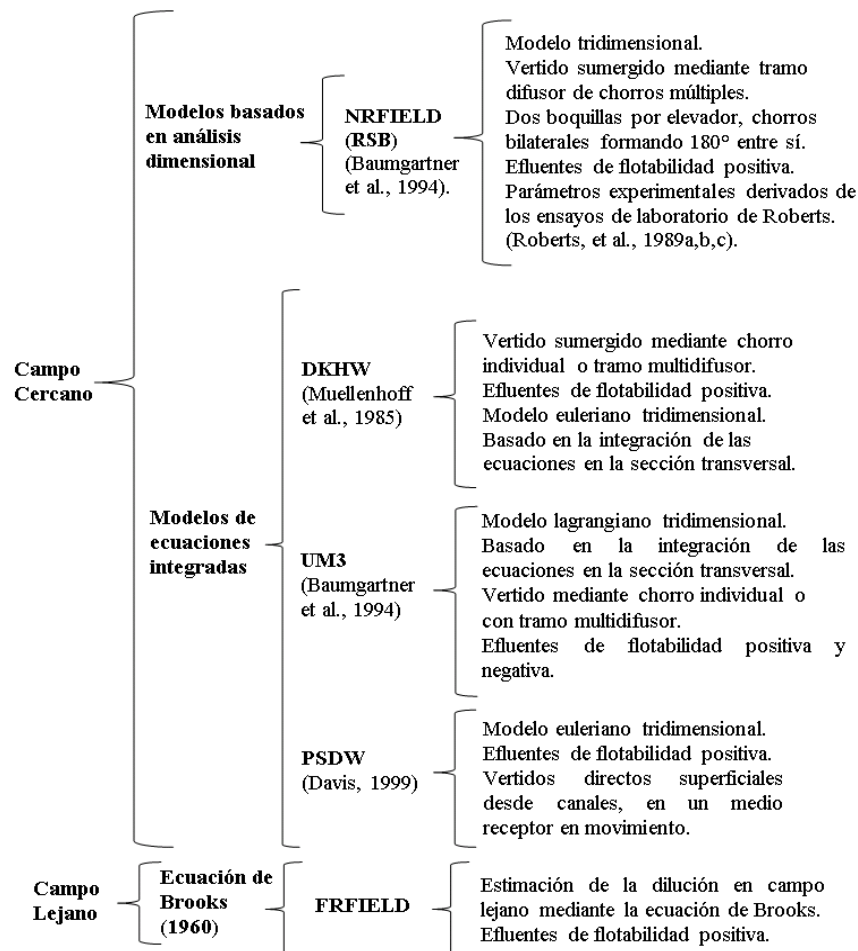 Campo
Cercano
Modelos basados
en análisis
dimensional
NRFIELD
(RSB)
(Baumgartner
et al., 1994).
Modelo tridimensional.
Vertido sumergido mediante tramo
difusor de chorros múltiples.
Dos boquillas por elevador, chorros
bilaterales formando 180° entre sí.
Efluentes de flotabilidad positiva.
Parámetros experimentales derivados de
los ensayos de laboratorio de Roberts.
(Roberts, et al., 1989a,b,c).
Modelos de
ecuaciones
integradas
DKHW
(Muellenhoff
et al., 1985)
Vertido sumergido mediante chorro
individual o tramo multidifusor.
Efluentes de flotabilidad positiva.
Modelo euleriano tridimensional.
Basado en la integración de las
ecuaciones en la sección transversal.
UM3
(Baumgartner
et al., 1994)
Modelo lagrangiano tridimensional.
Basado en la integración de las
ecuaciones en la sección transversal.
Vertido mediante chorro individual o
con tramo multidifusor.
Efluentes de flotabilidad positiva y
negativa.
PSDW
(Davis, 1999)
Modelo euleriano tridimensional.
Efluentes de flotabilidad positiva.
Vertidos directos superficiales
desde canales, en un medio
receptor en movimiento.
Campo
Lejano
Ecuación de
Brooks
(1960)
FRFIELD
Estimación de la dilución en campo
lejano mediante la ecuación de Brooks.
Efluentes de flotabilidad positiva.